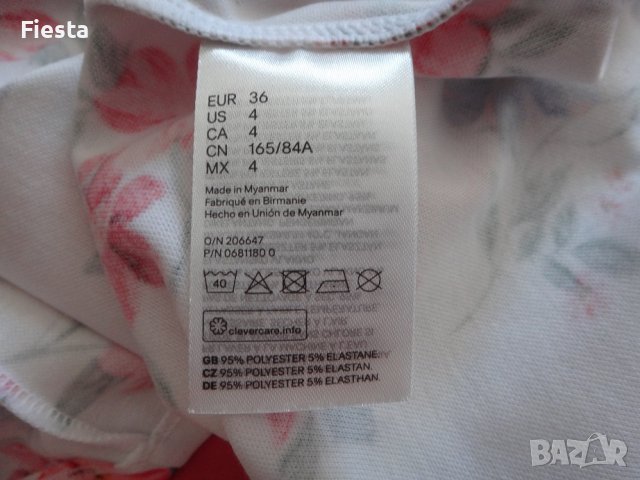 Fiesta
EUR 36
US 4
CA 4
CN 165/84A
MX 4
Made in Myanmar
Fabriqué en Birmanie
Hecho en Unión de Myanmar
O/N 206647
P/N 0681180 0
40
clevercare.info
GB 95% POLYESTER 5% ELASTANE.
CZ 95% POLYESTER 5% ELASTANE.
DE 95% POLYESTER 5% ELASTHAN.
BAZAR